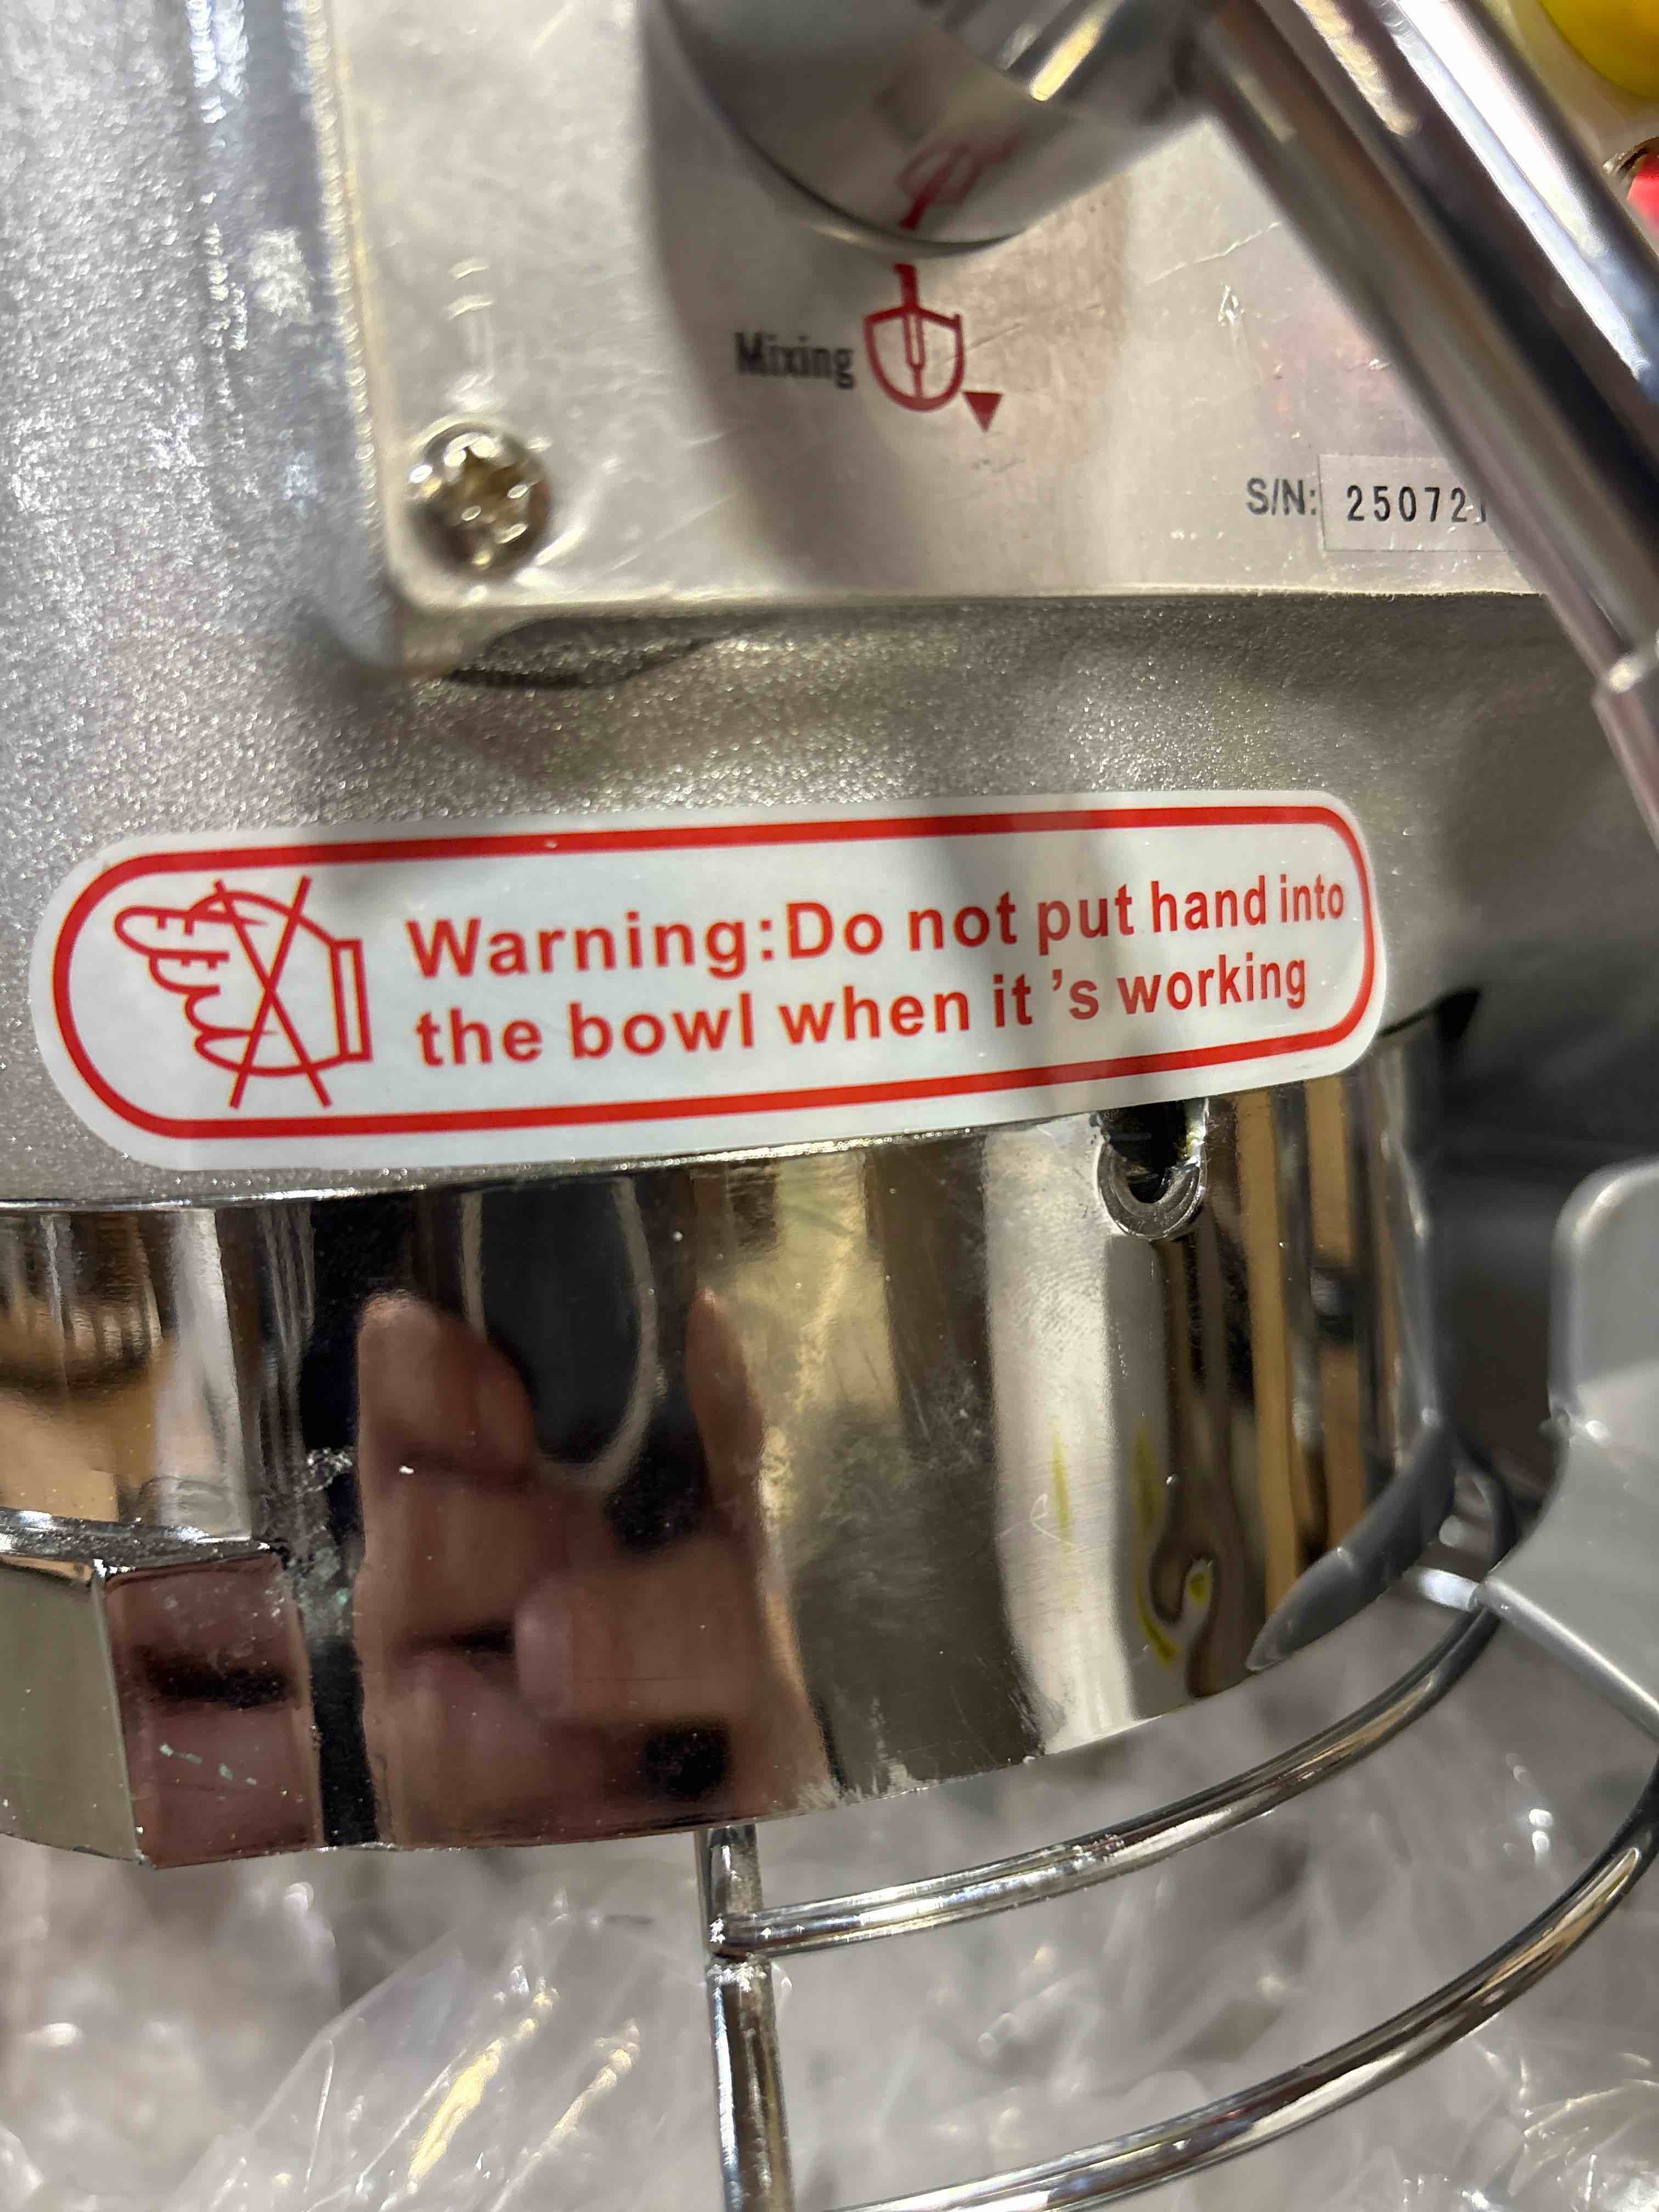 Mixing
S/N: 25072
Warning:Do not put hand into
the bowl when it 's working